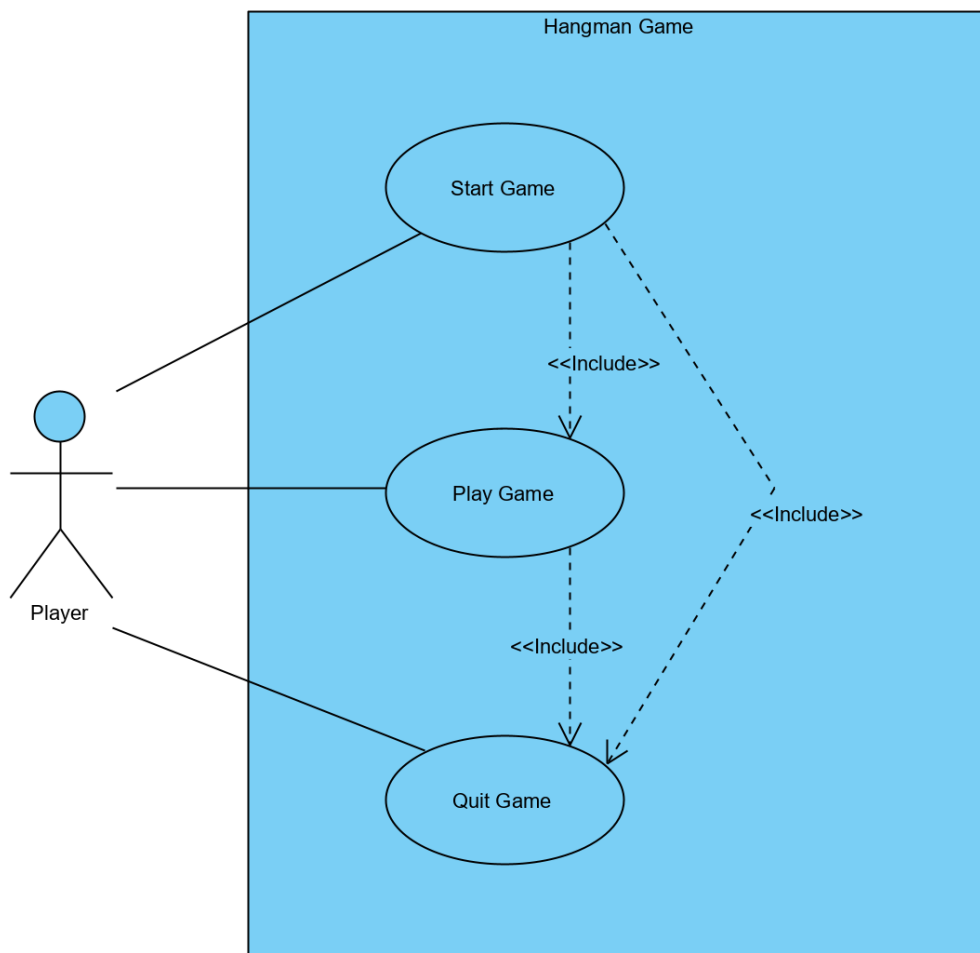 Hangman Game
Start Game
<<Include>>
Play Game
<<Include>>
Player
<<Include>>
Quit Game